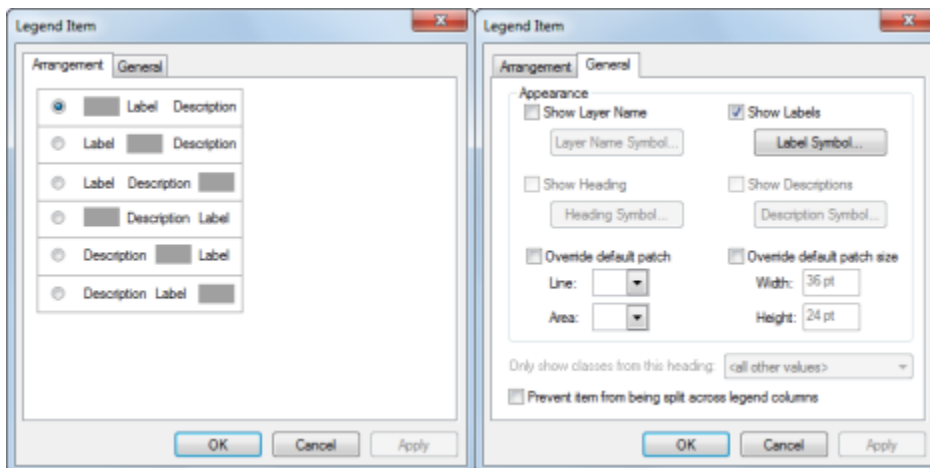 Legend Item
Arrangement General
Label Description
Label Description
Label Description
Description Label
Description Label
Description Label
OK Cancel Apply
Legend Item
Arrangement General
Appearance
Show Layer Name Show Labels
Layer Name Symbol... Label Symbol...
Show Heading Show Descriptions
Heading Symbol... Description Symbol...
Override default patch Override default patch size
Line: Width: 36 pt
Area: Height: 24 pt
Only show classes from this heading: <all other values>
Prevent item from being split across legend columns
OK Cancel Apply